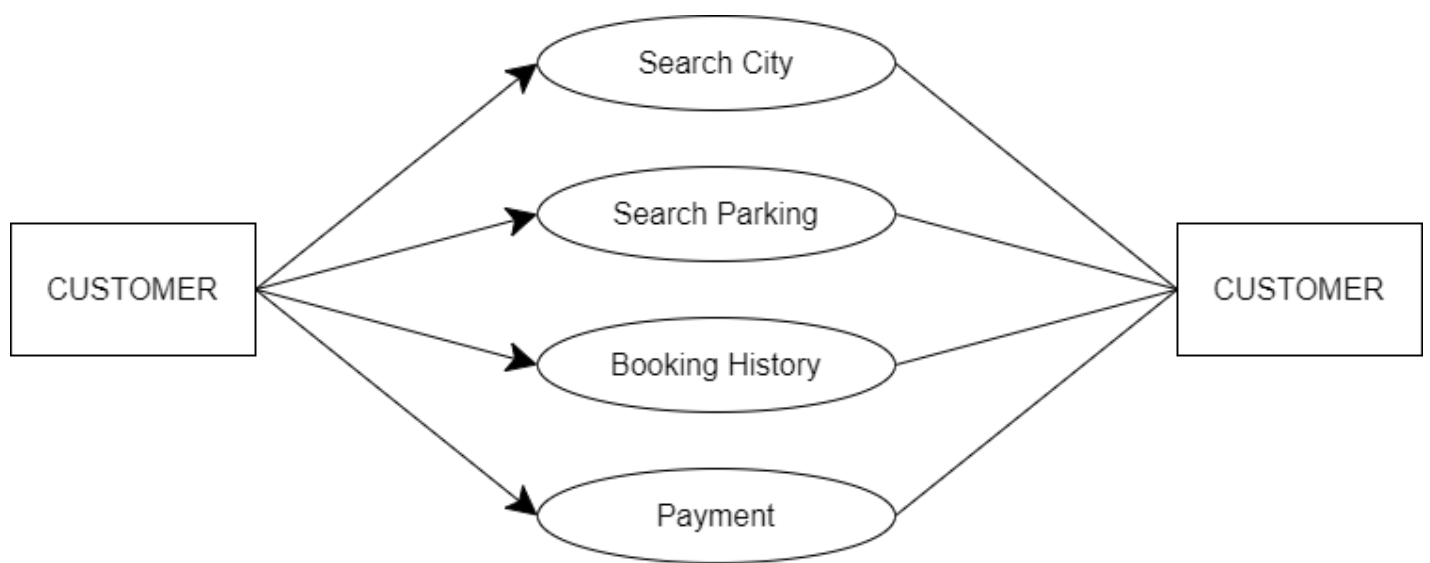 Search City
Search Parking
CUSTOMER
CUSTOMER
Booking History
Payment